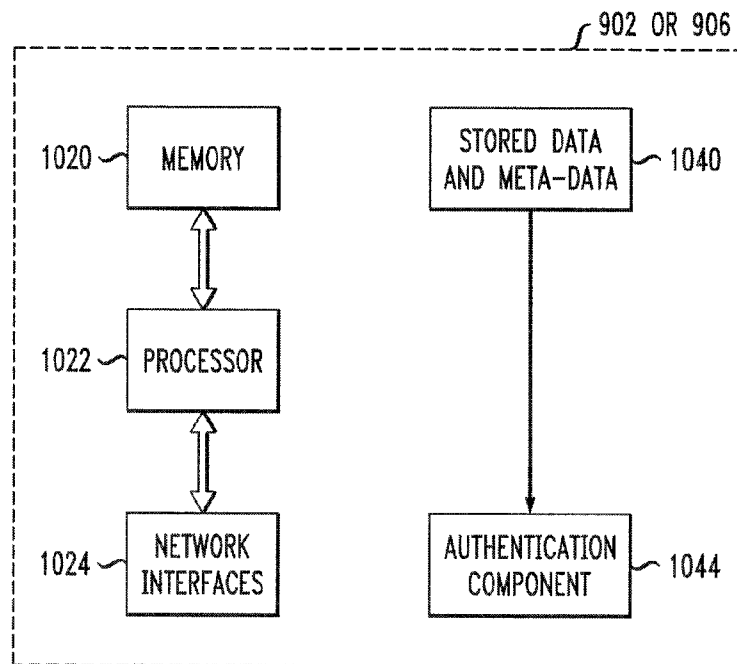 902 OR 906
1020
MEMORY
STORED DATA
AND META-DATA
1040
1022
PROCESSOR
1024
NETWORK
INTERFACES
AUTHENTICATION
COMPONENT
1044